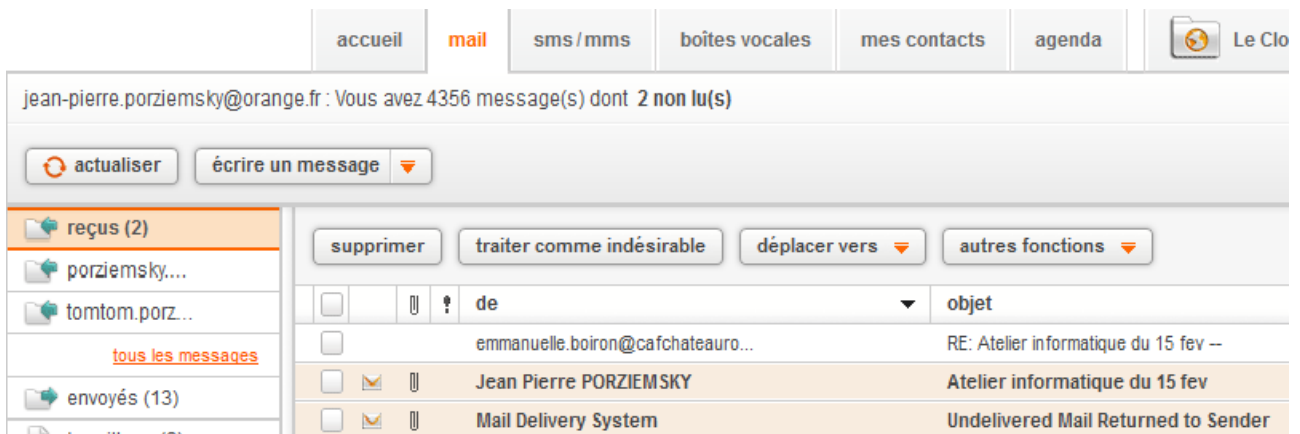 accueil mail sms/mms boîtes vocales mes contacts agenda Le Clo
jean-pierre.porziemsky@orange.fr : Vous avez 4356 message(s) dont 2 non lu(s)
actualiser écrire un message
reçus (2)
supprimer traiter comme indésirable déplacer vers autres fonctions
porziemsky....
de objet
tomtom.porz...
emmanuelle.boiron@cafchateauro... RE: Atelier informatique du 15 fev --
tous les messages
Jean Pierre PORZIEMSKY Atelier informatique du 15 fev
envoyés (13)
Mail Delivery System Undelivered Mail Returned to Sender